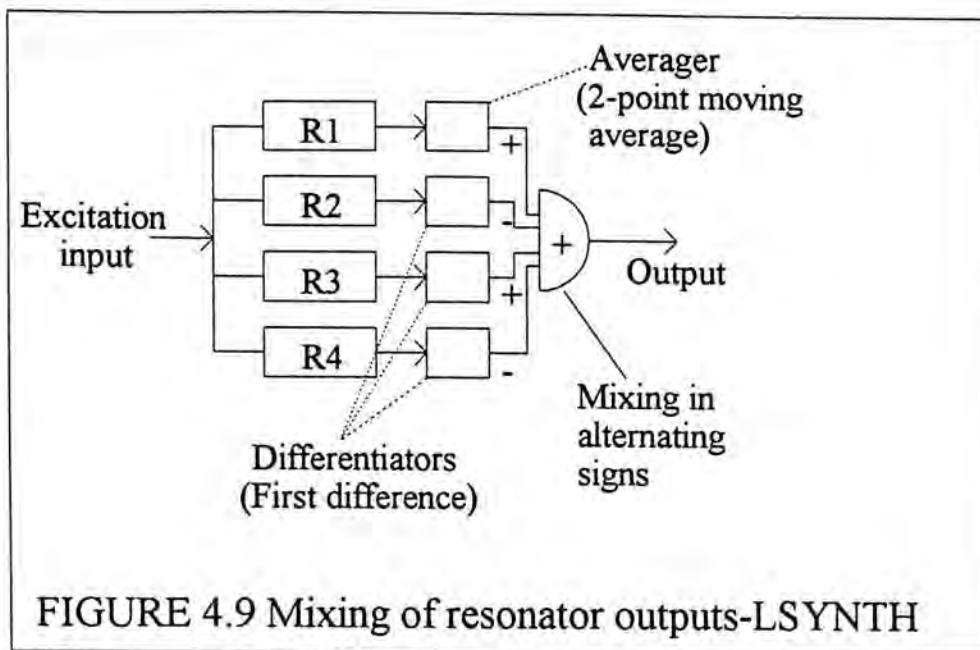 Averager
(2-point moving
average)
R1
+
R2
-
Excitation
input
+
Output
R3
+
R4
-
Mixing in
alternating
signs
Differentiators
(First difference)
FIGURE 4.9 Mixing of resonator outputs-LSYNTH